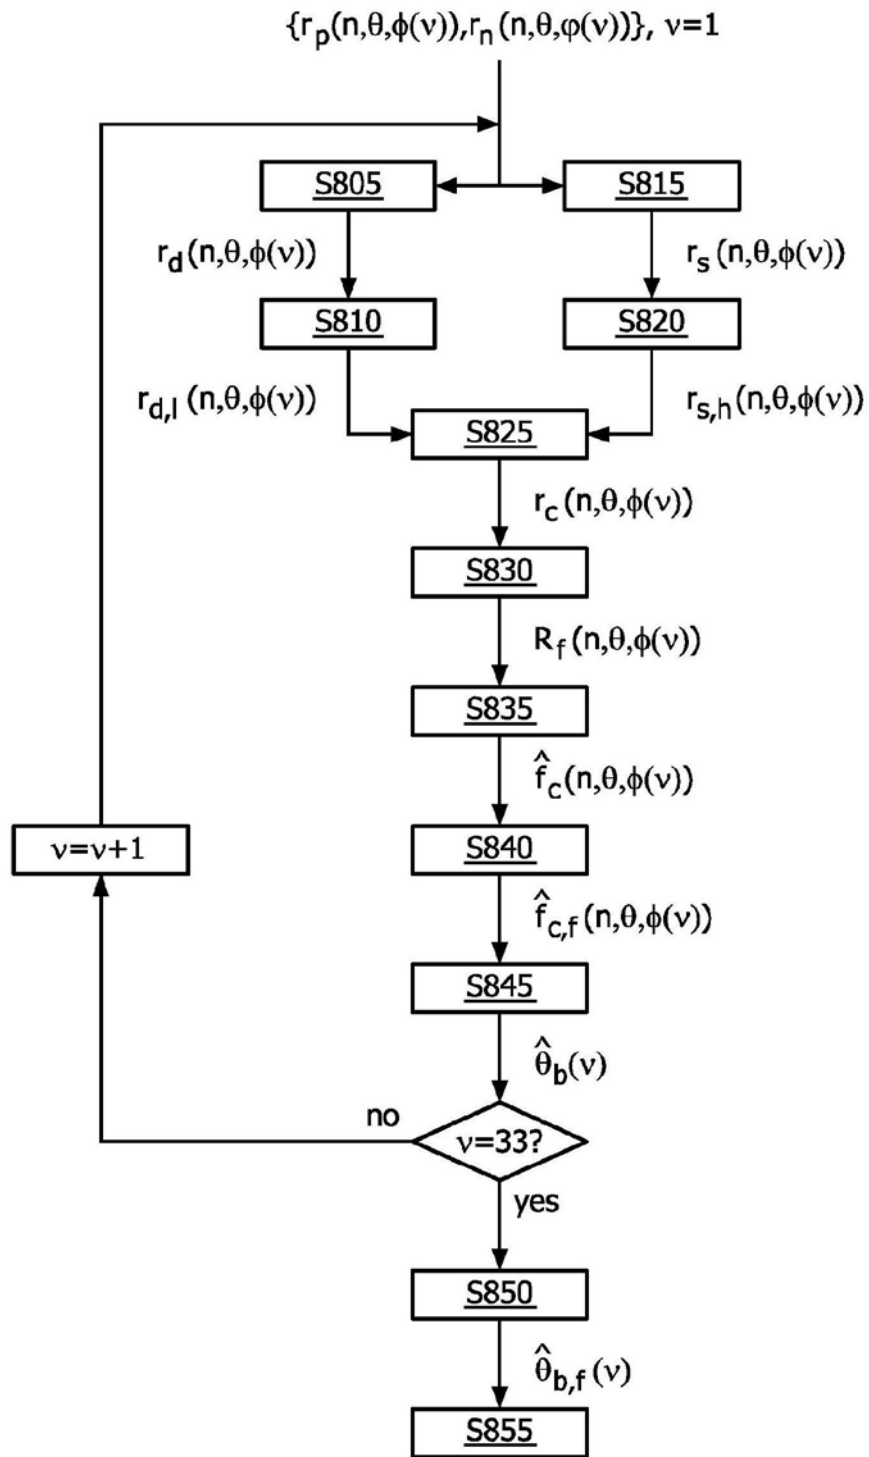 {r_p(n,θ,ϕ(ν)),r_n(n,θ,φ(ν))}, ν=1
S805 S815
r_d(n,θ,ϕ(ν)) r_s(n,θ,ϕ(ν))
S810 S820
r_d,l(n,θ,ϕ(ν)) r_s,h(n,θ,ϕ(ν))
S825
r_c(n,θ,ϕ(ν))
S830
R_f(n,θ,ϕ(ν))
S835
f̂_c(n,θ,ϕ(ν))
ν=ν+1 S840
f̂_c,f(n,θ,ϕ(ν))
S845
θ̂_b(ν)
no
ν=33?
yes
S850
θ̂_b,f(ν)
S855